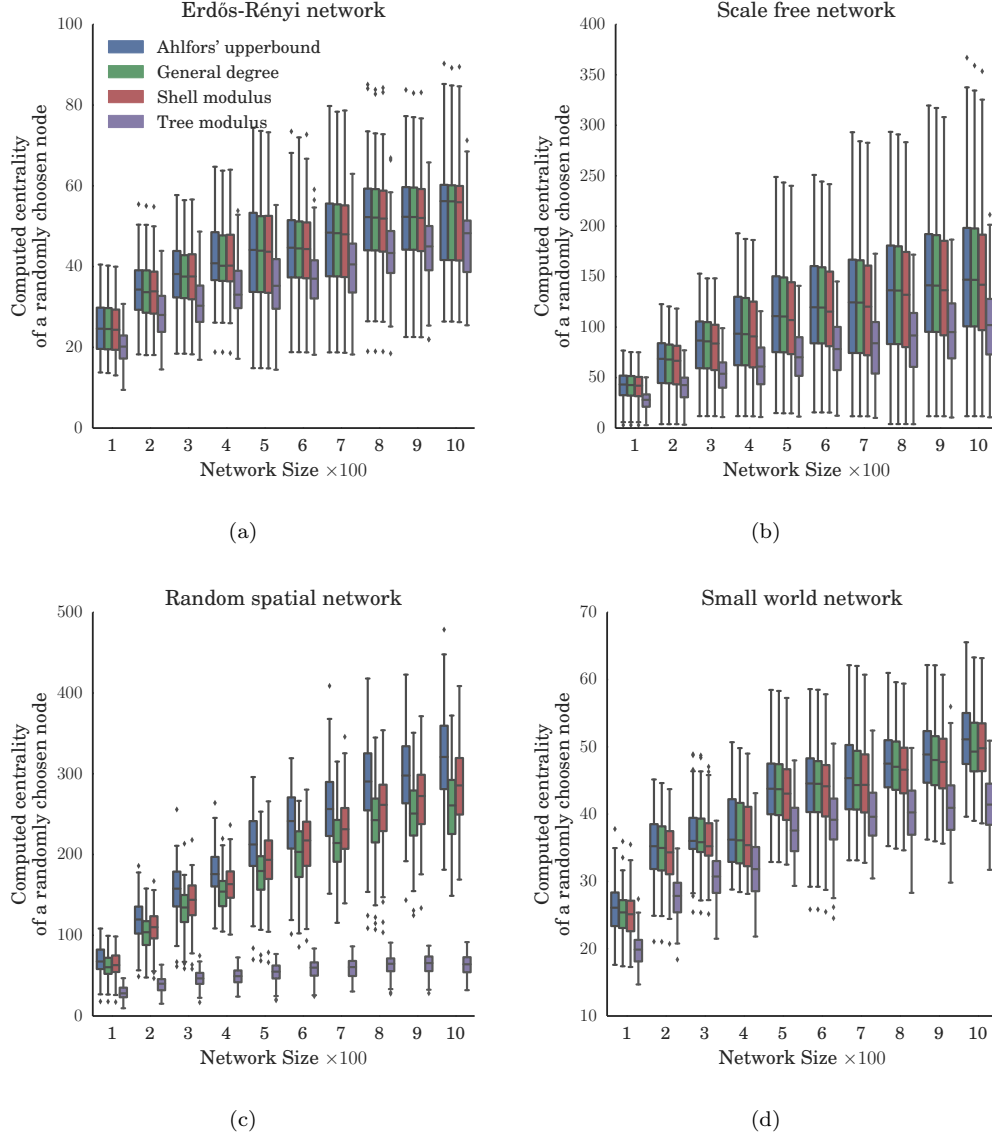 Erdős-Rényi network
100
80
60
40
20
0
Computed centrality
of a randomly choosen node
Ahlfors' upperbound
General degree
Shell modulus
Tree modulus
1 2 3 4 5 6 7 8 9 10
Network Size ×100
(a)
Scale free network
400
350
300
250
200
150
100
50
0
Computed centrality
of a randomly choosen node
1 2 3 4 5 6 7 8 9 10
Network Size ×100
(b)
Random spatial network
500
400
300
200
100
0
Computed centrality
of a randomly choosen node
1 2 3 4 5 6 7 8 9 10
Network Size ×100
(c)
Small world network
70
60
50
40
30
20
10
Computed centrality
of a randomly choosen node
1 2 3 4 5 6 7 8 9 10
Network Size ×100
(d)